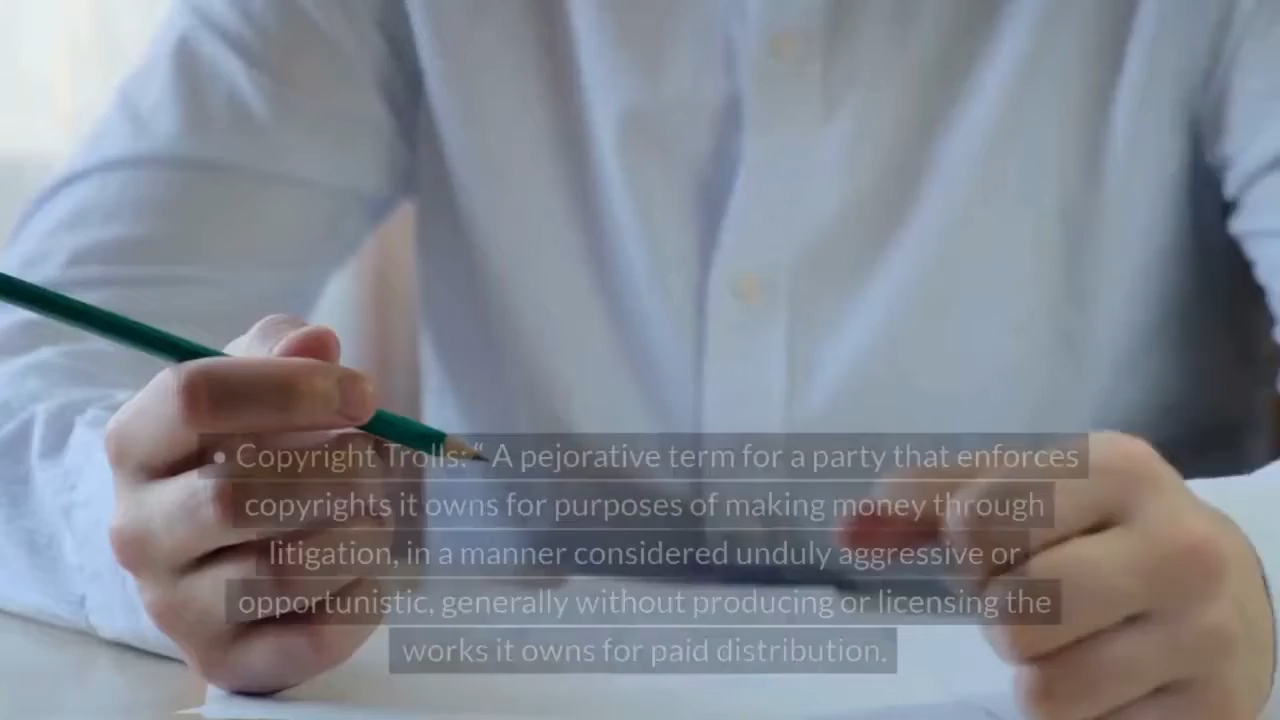 • Copyright Trolls: “ A pejorative term for a party that enforces
copyrights it owns for purposes of making money through
litigation, in a manner considered unduly aggressive or
opportunistic, generally without producing or licensing the
works it owns for paid distribution.